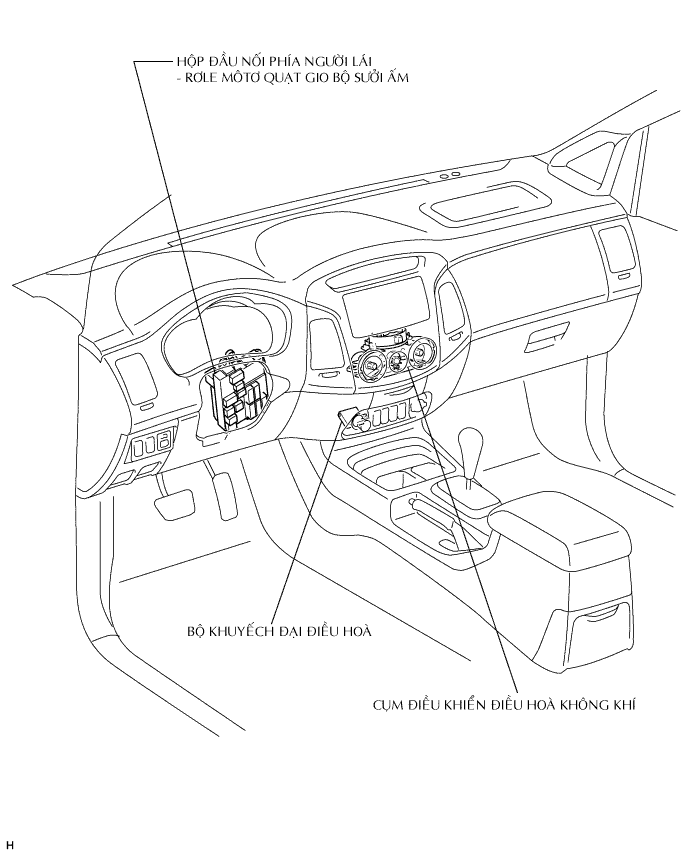 HỘP ĐẦU NỐI PHÍA NGƯỜI LÁI
- RƠLE MÔTƠ QUẠT GIO BỘ SƯỞI ẤM
BỘ KHUYẾCH ĐẠI ĐIỀU HOÀ
CỤM ĐIỀU KHIỂN ĐIỀU HOÀ KHÔNG KHÍ
H